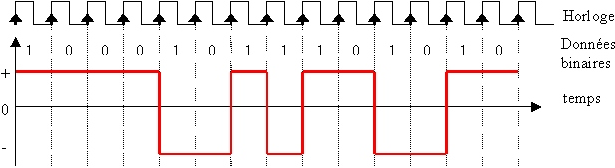 Horloge
1 0 0 0 1 0 1 1 1 0 1 0 1 0
Données
binaires
+
0
temps
-